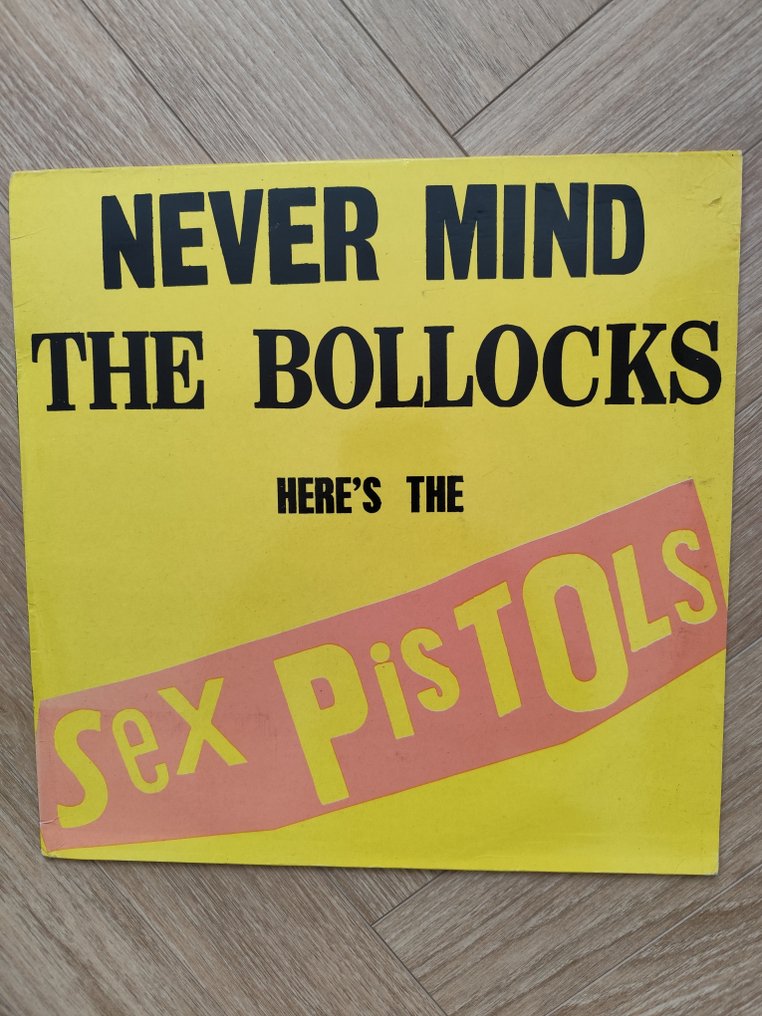 NEVER MIND
THE BOLLOCKS
HERE'S THE
Sex PiSTOLS